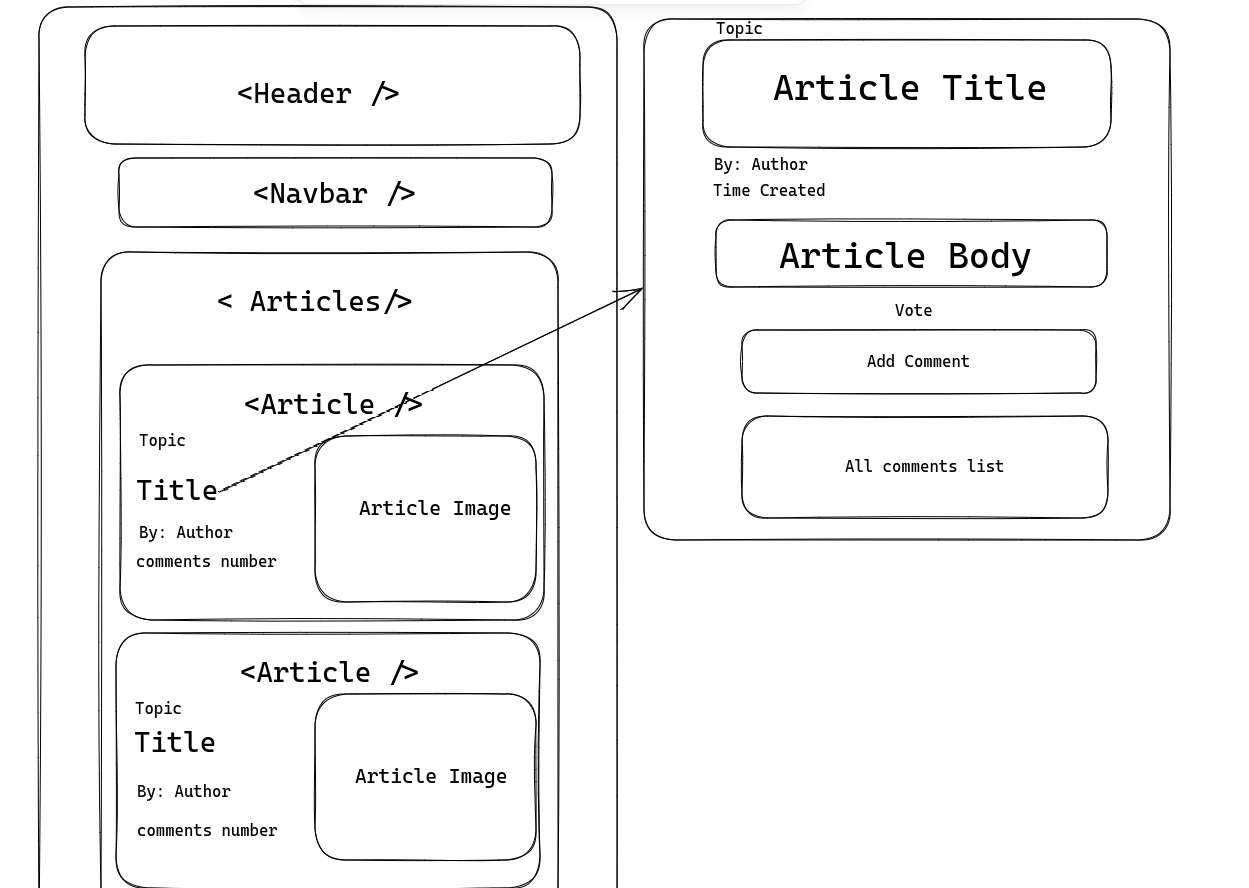 <Header />
<Navbar />
< Articles/>
<Article />
Topic
Title
By: Author
comments number
Article Image
<Article />
Topic
Title
By: Author
comments number
Article Image
Topic
Article Title
By: Author
Time Created
Article Body
Vote
Add Comment
All comments list